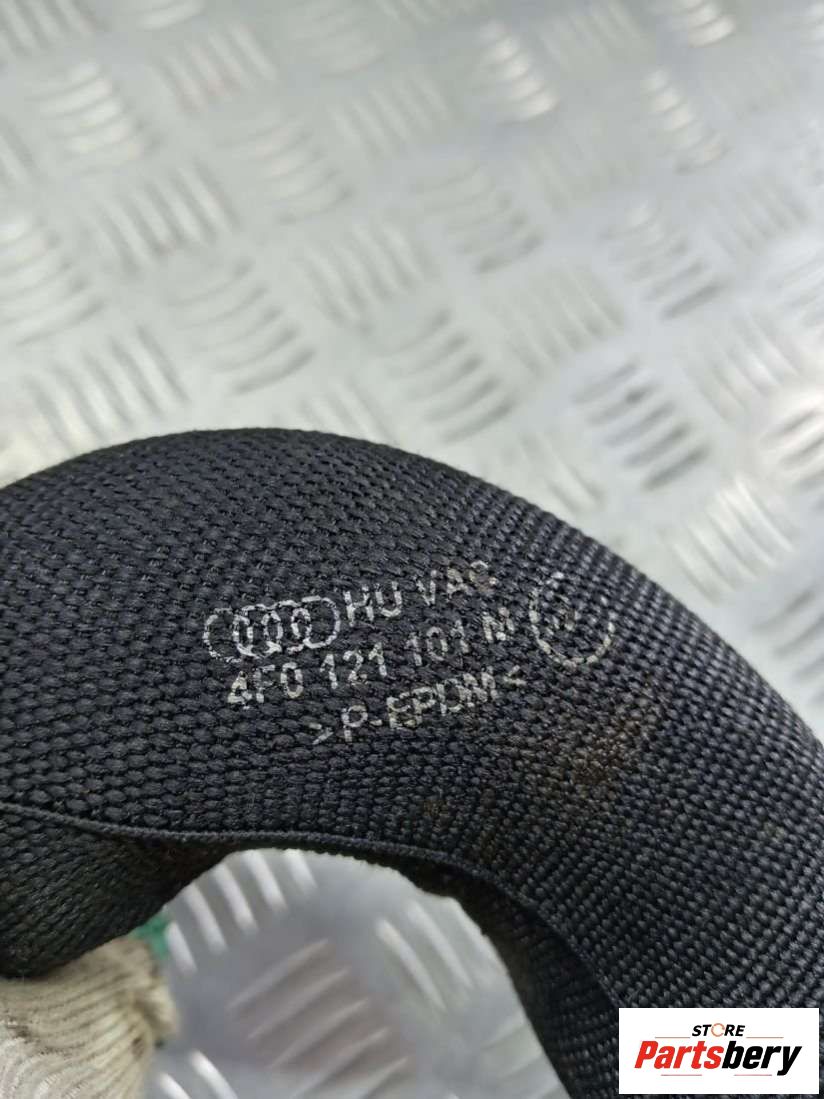 HU VAG
4F0 121 101 M
>P-EPDM<
STORE
Partsbery